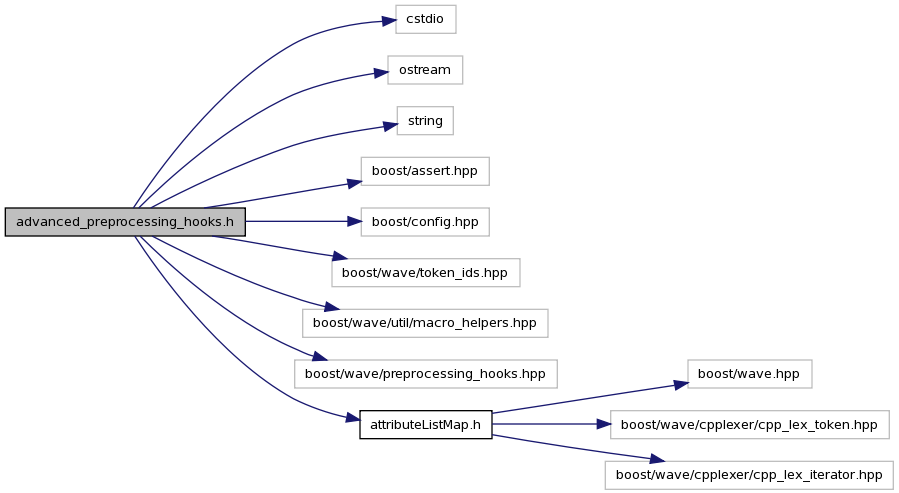 cstdio
ostream
string
boost/assert.hpp
advanced_preprocessing_hooks.h
boost/config.hpp
boost/wave/token_ids.hpp
boost/wave/util/macro_helpers.hpp
boost/wave/preprocessing_hooks.hpp
boost/wave.hpp
attributeListMap.h
boost/wave/cpplexer/cpp_lex_token.hpp
boost/wave/cpplexer/cpp_lex_iterator.hpp